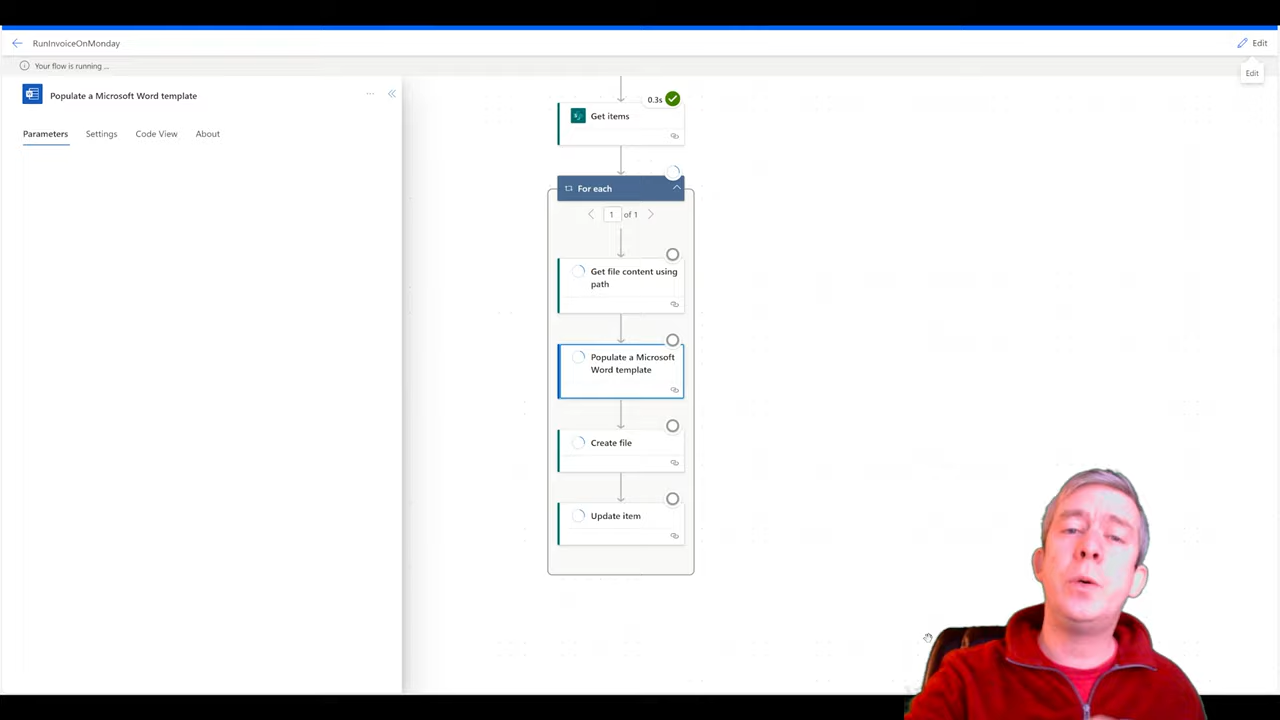 RunInvoiceOnMonday
Edit
Your flow is running ...
Edit
Populate a Microsoft Word template
Parameters
Settings
Code View
About
0.3s
Get items
For each
1 of 1
Get file content using
path
Populate a Microsoft
Word template
Create file
Update item